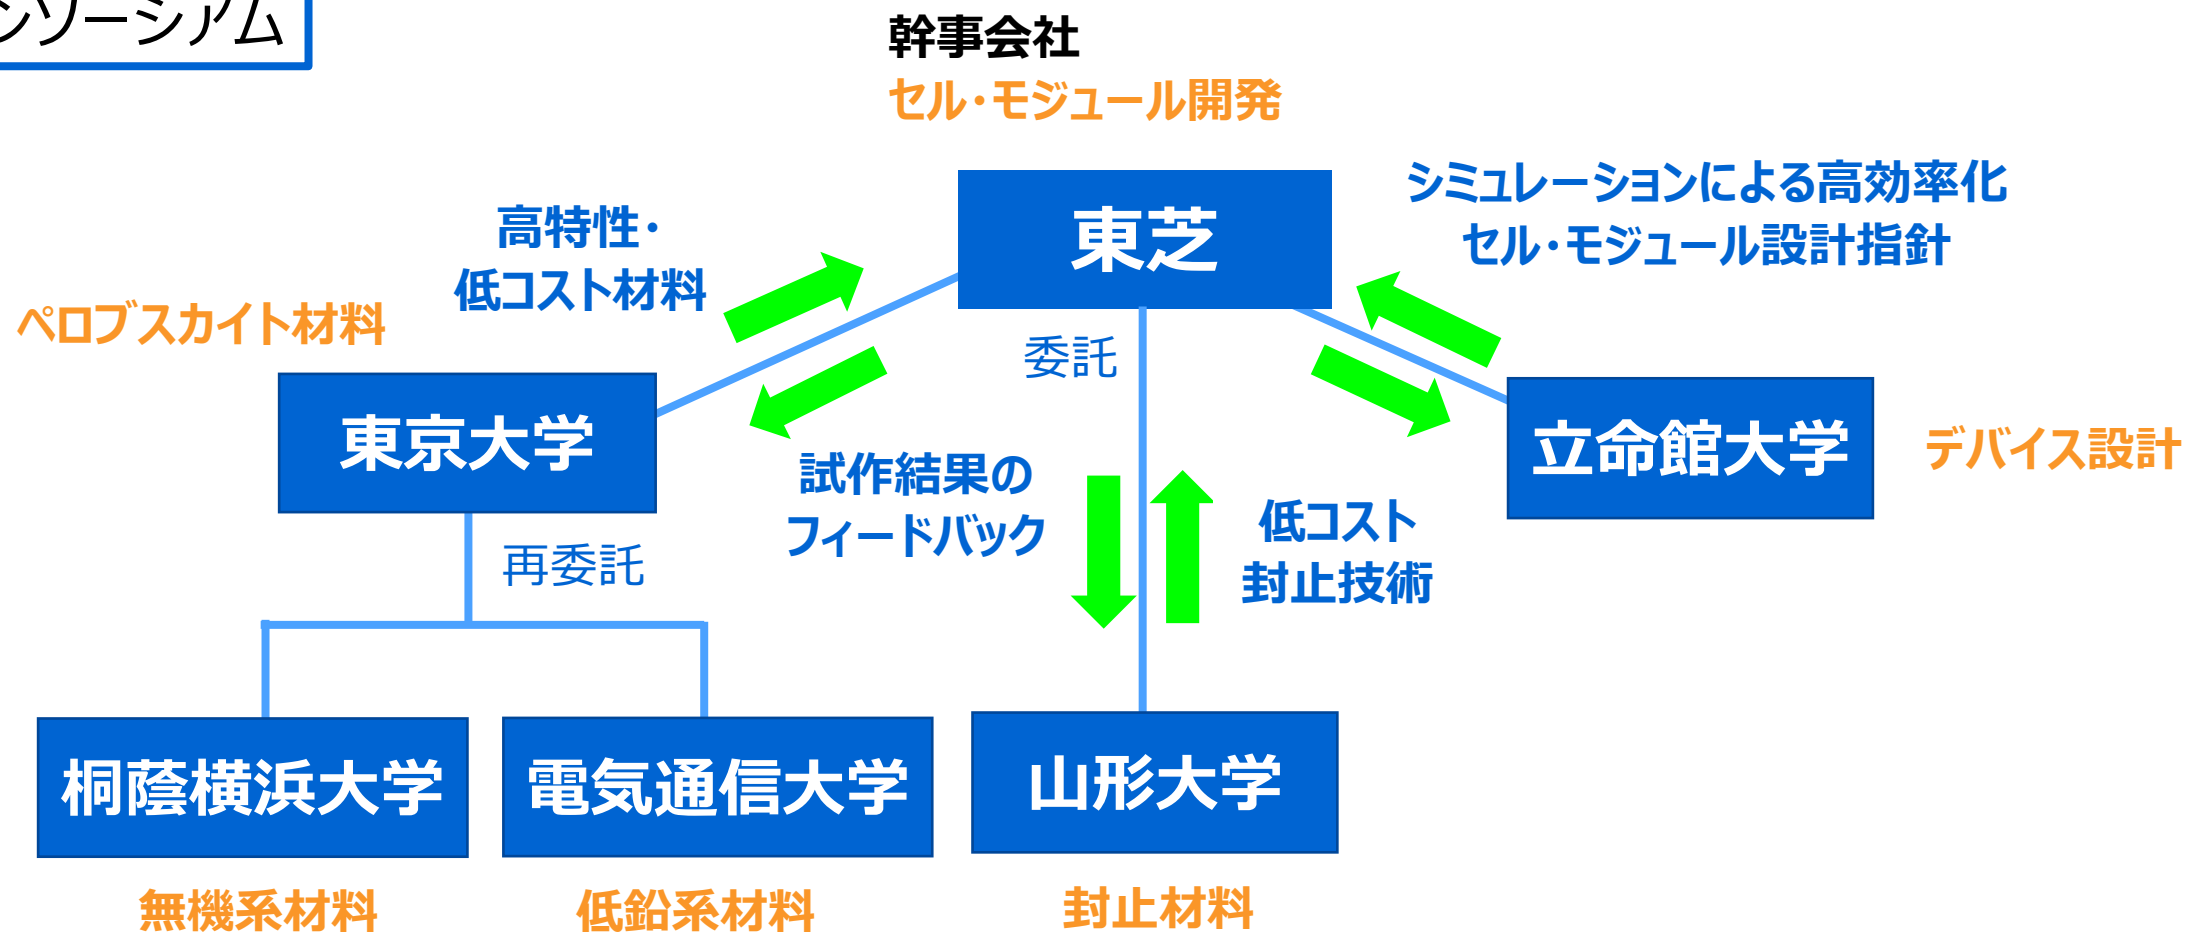 ンソーシアム
幹事会社
セル・モジュール開発
東芝
シミュレーションによる高効率化
セル・モジュール設計指針
高特性・
低コスト材料
ペロブスカイト材料
委託
東京大学
立命館大学
デバイス設計
試作結果の
フィードバック
低コスト
封止技術
再委託
桐蔭横浜大学
電気通信大学
山形大学
無機系材料
低鉛系材料
封止材料